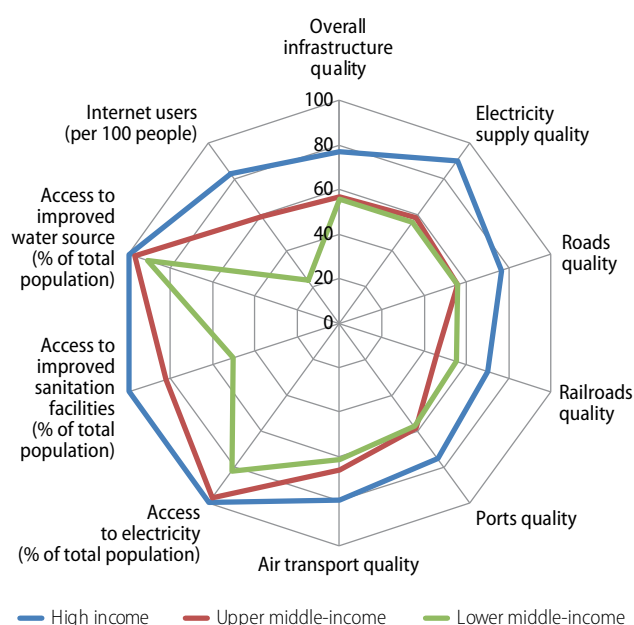 Overall
infrastructure
quality
Electricity
supply quality
Roads
quality
Railroads
quality
Ports quality
Air transport quality
Access
to electricity
(% of total population)
Access to
improved
sanitation
facilities
(% of total
population)
Access to
improved
water source
(% of total
population)
Internet users
(per 100 people)
100
80
60
40
20
0
High income
Upper middle-income
Lower middle-income